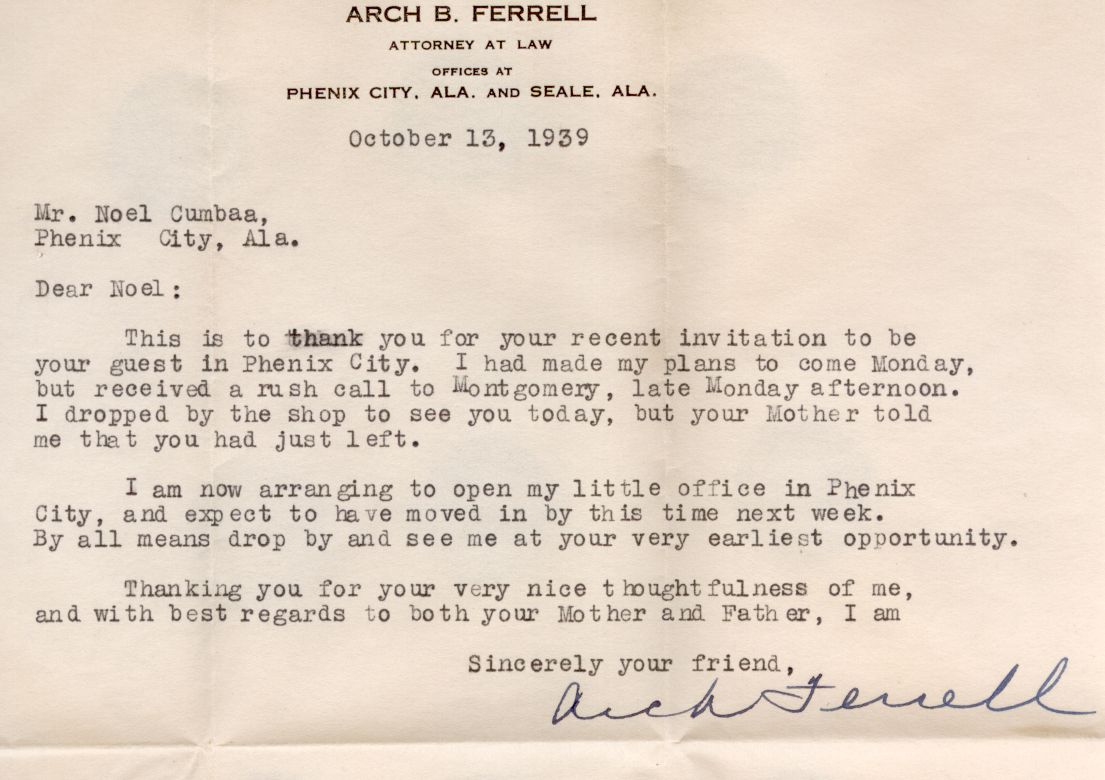 ARCH B. FERRELL
ATTORNEY AT LAW
OFFICES AT
PHENIX CITY, ALA. AND SEALE, ALA.
October 13, 1939
Mr. Noel Cumbaa,
Phenix City, Ala.
Dear Noel:
This is to thank you for your recent invitation to be
your guest in Phenix City. I had made my plans to come Monday,
but received a rush call to Montgomery, late Monday afternoon.
I dropped by the shop to see you today, but your Mother told
me that you had just left.
I am now arranging to open my little office in Phenix
City, and expect to have moved in by this time next week.
By all means drop by and see me at your very earliest opportunity.
Thanking you for your very nice thoughtfulness of me,
and with best regards to both your Mother and Father, I am
Sincerely your friend,
Arch Ferrell